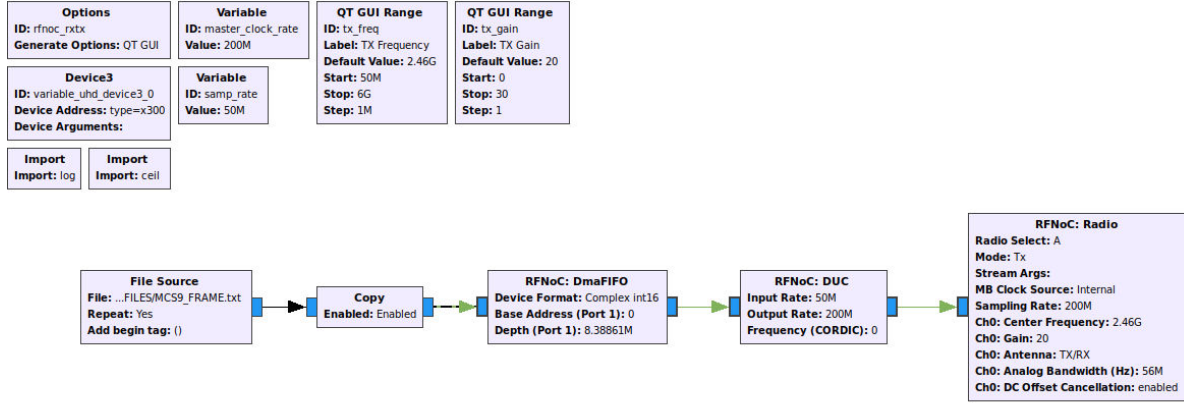 Options
ID: rfnoc_rxtx
Generate Options: QT GUI
Variable
ID: master_clock_rate
Value: 200M
QT GUI Range
ID: tx_freq
Label: TX Frequency
Default Value: 2.46G
Start: 50M
Stop: 6G
Step: 1M
QT GUI Range
ID: tx_gain
Label: TX Gain
Default Value: 20
Start: 0
Stop: 30
Step: 1
Device3
ID: variable_uhd_device3_0
Device Address: type=x300
Device Arguments:
Variable
ID: samp_rate
Value: 50M
Import
Import: log
Import
Import: ceil
File Source
File: ...FILES/MCS9_FRAME.txt
Repeat: Yes
Add begin tag: ()
Copy
Enabled: Enabled
RFNoC: DmaFIFO
Device Format: Complex int16
Base Address (Port 1): 0
Depth (Port 1): 8.38861M
RFNoC: DUC
Input Rate: 50M
Output Rate: 200M
Frequency (CORDIC): 0
RFNoC: Radio
Radio Select: A
Mode: Tx
Stream Args:
MB Clock Source: Internal
Sampling Rate: 200M
Ch0: Center Frequency: 2.46G
Ch0: Gain: 20
Ch0: Antenna: TX/RX
Ch0: Analog Bandwidth (Hz): 56M
Ch0: DC Offset Cancellation: enabled